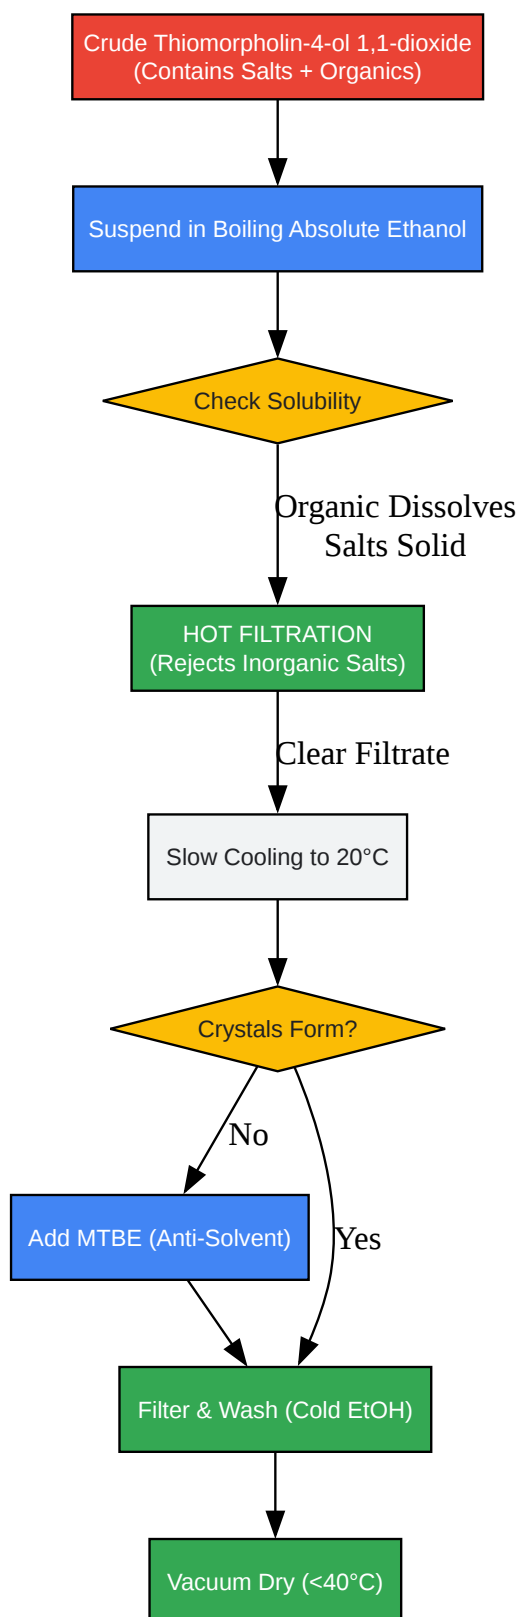 Crude Thiomorpholin-4-ol 1,1-dioxide
(Contains Salts + Organics)
Suspend in Boiling Absolute Ethanol
Check Solubility
Organic Dissolves
Salts Solid
HOT FILTRATION
(Rejects Inorganic Salts)
Clear Filtrate
Slow Cooling to 20°C
Crystals Form?
No
Add MTBE (Anti-Solvent)
Yes
Filter & Wash (Cold EtOH)
Vacuum Dry (<40°C)